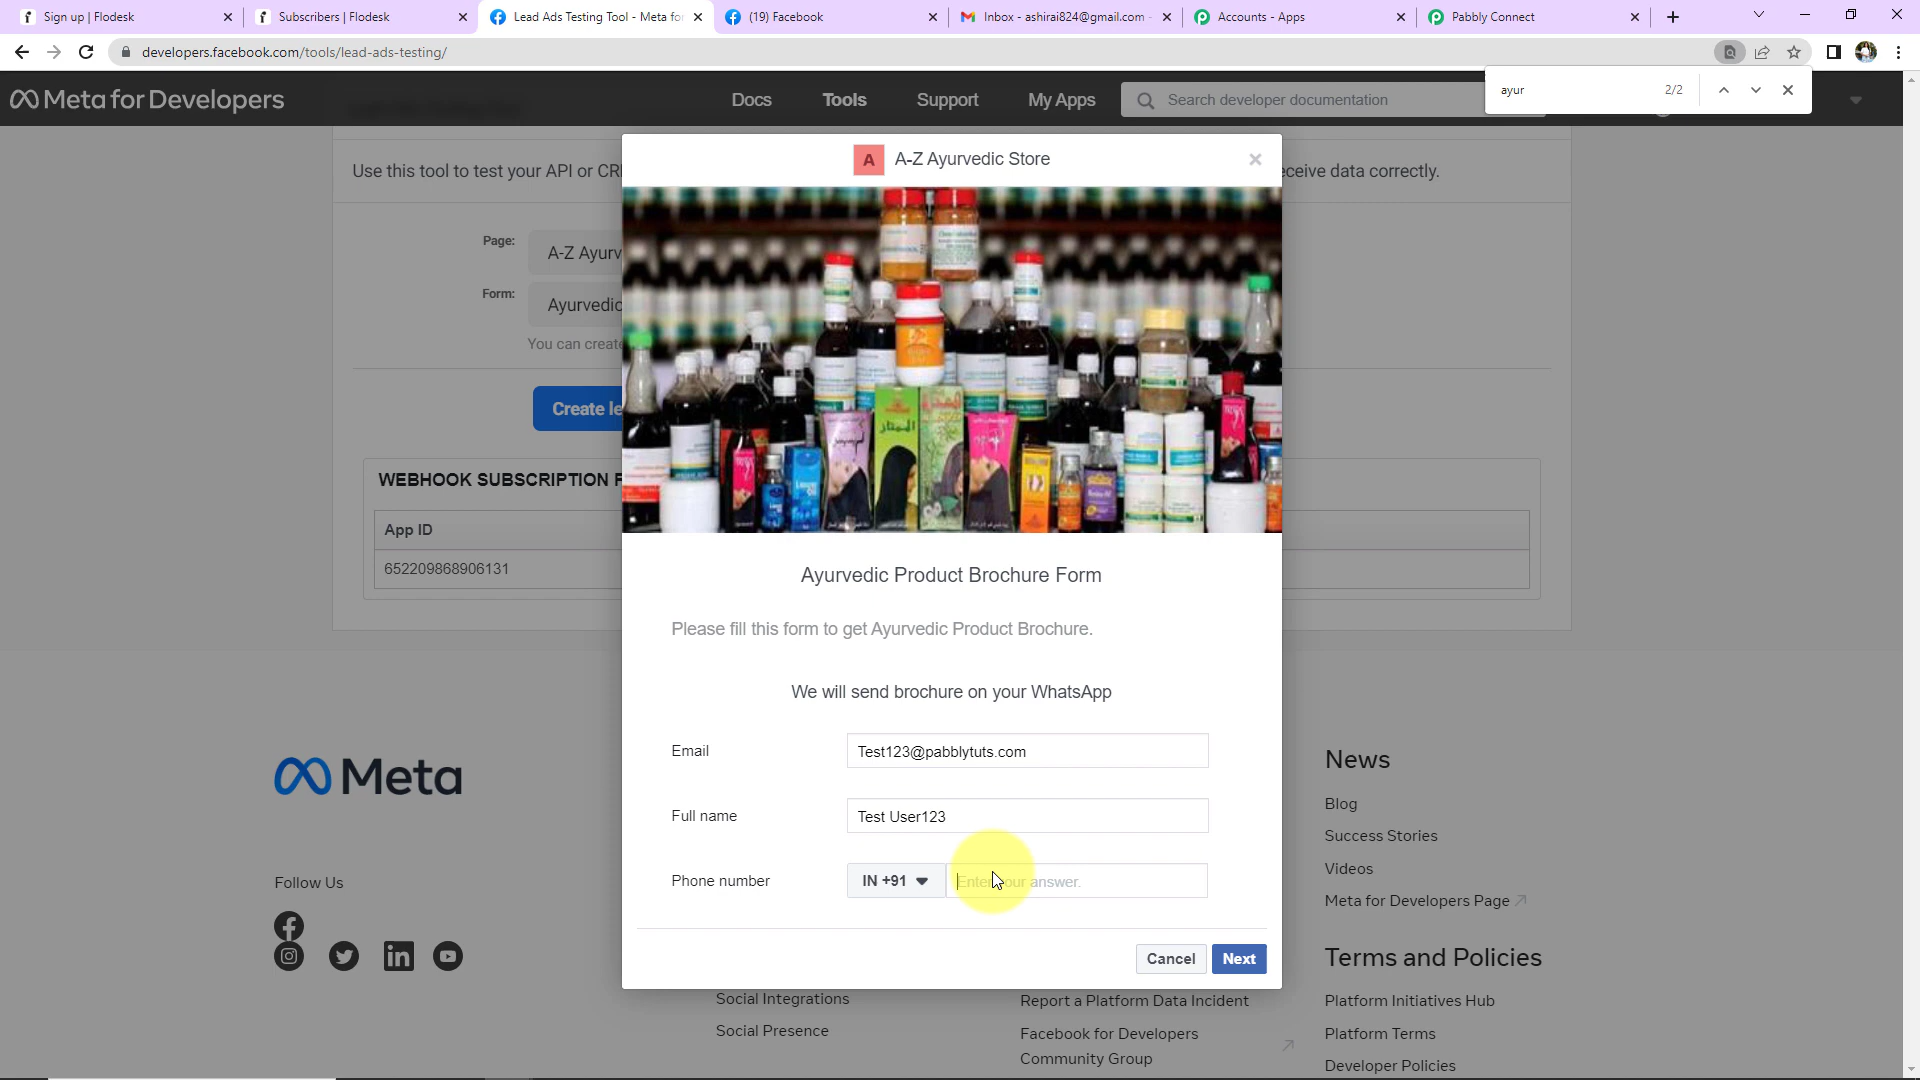 Sign up | Flodesk
Subscribers | Flodesk
Lead Ads Testing Tool - Meta fo
(19) Facebook
Inbox - ashirai824@gmail.com -
Accounts - Apps
Pabbly Connect
developers.facebook.com/tools/lead-ads-testing/
ayur
2/2
Meta for Developers
Docs
Tools
Support
My Apps
Search developer documentation
A
A-Z Ayurvedic Store
Use this tool to test your API or CR
eceive data correctly.
Page:
A-Z Ayurv
Form:
Ayurvedic
You can create
Create le
WEBHOOK SUBSCRIPTION F
App ID
652209868906131
Ayurvedic Product Brochure Form
Please fill this form to get Ayurvedic Product Brochure.
We will send brochure on your WhatsApp
Email
Test123@pabblytuts.com
Full name
Test User123
Phone number
IN +91
Enter your answer.
Cancel
Next
Meta
Follow Us
Social Integrations
Social Presence
Report a Platform Data Incident
Facebook for Developers
Community Group
News
Blog
Success Stories
Videos
Meta for Developers Page
Terms and Policies
Platform Initiatives Hub
Platform Terms
Developer Policies